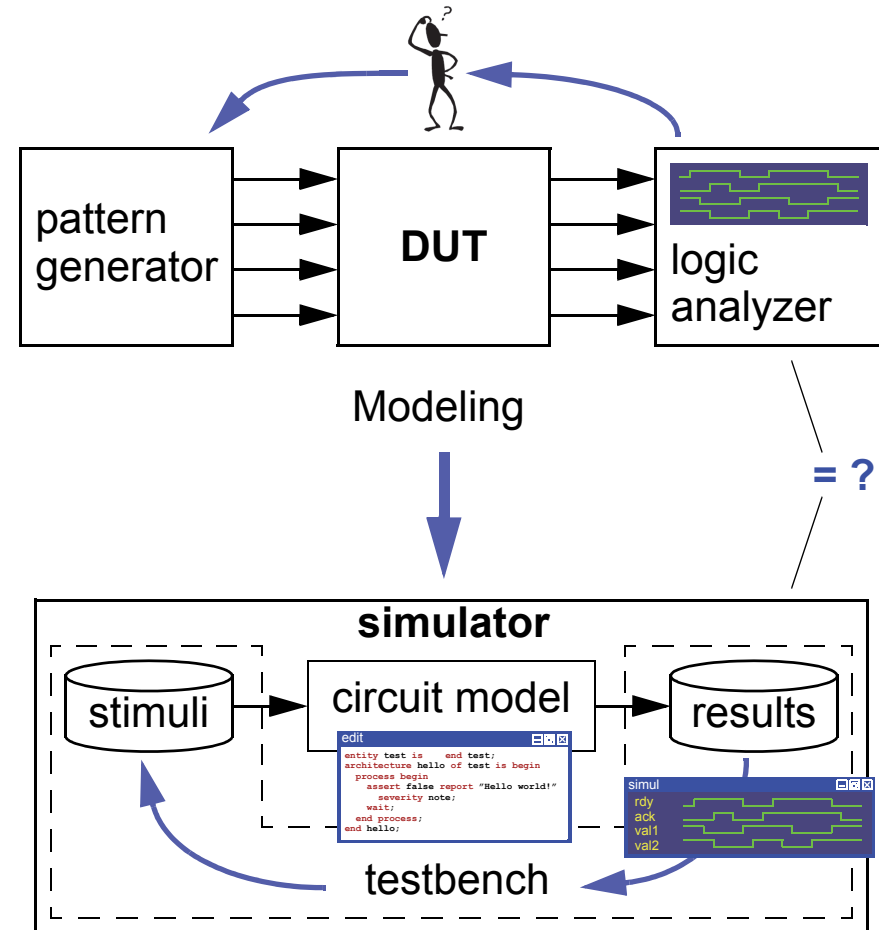 ?
pattern
generator
DUT
logic
analyzer
Modeling
= ?
simulator
stimuli
circuit model
results
edit
entity test is end test;
architecture hello of test is begin
process begin
assert false report "Hello world!"
severity note;
wait;
end process;
end hello;
simul
rdy
ack
val1
val2
testbench